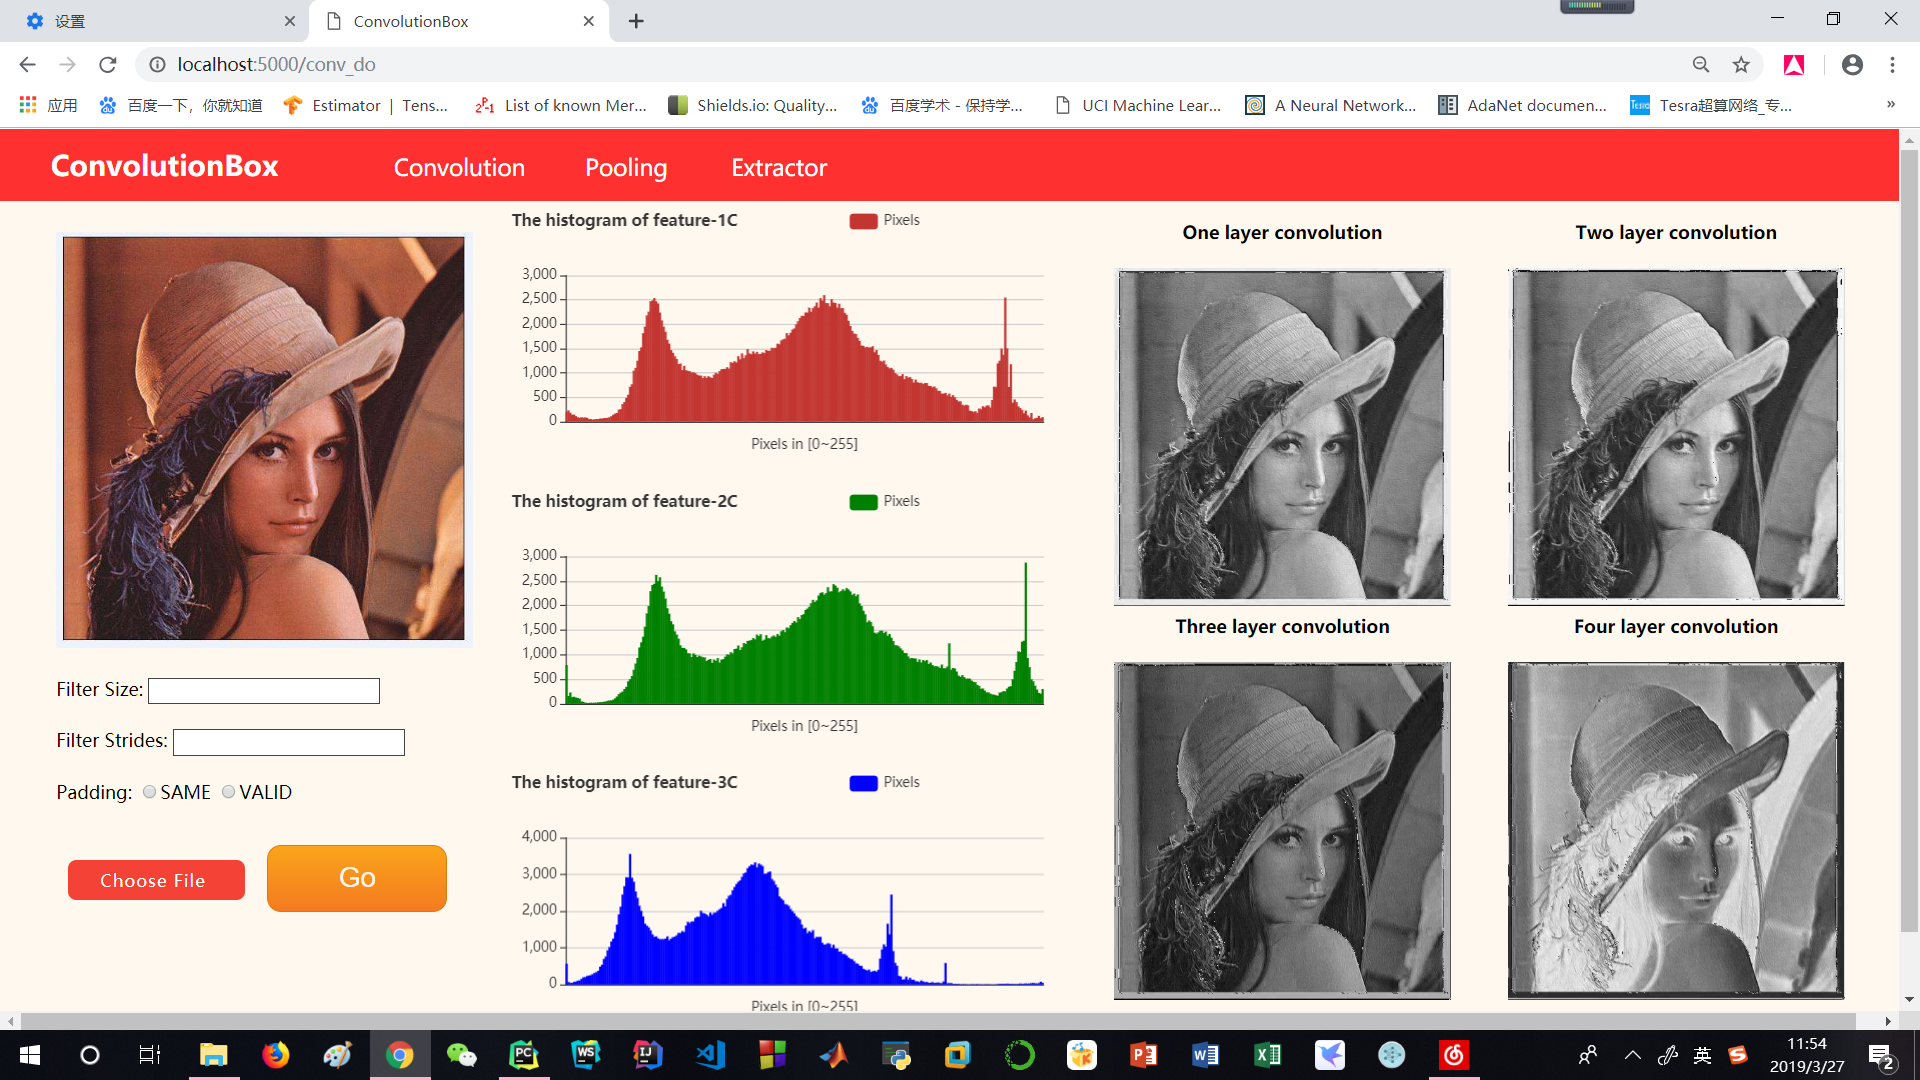 设置
ConvolutionBox
localhost:5000/conv_do
应用
百度一下，你就知道
Estimator | Tens...
List of known Mer...
Shields.io: Quality...
百度学术 - 保持学...
UCI Machine Lear...
A Neural Network...
AdaNet documen...
Tesra超算网络_专...
»
ConvolutionBox
Convolution
Pooling
Extractor
Filter Size:
Filter Strides:
Padding: SAME VALID
Choose File
Go
The histogram of feature-1C
Pixels
3,000
2,500
2,000
1,500
1,000
500
0
Pixels in [0~255]
The histogram of feature-2C
Pixels
3,000
2,500
2,000
1,500
1,000
500
0
Pixels in [0~255]
The histogram of feature-3C
Pixels
4,000
3,000
2,000
1,000
0
Pixels in [0~255]
One layer convolution
Two layer convolution
Three layer convolution
Four layer convolution
英
11:54
2019/3/27
2